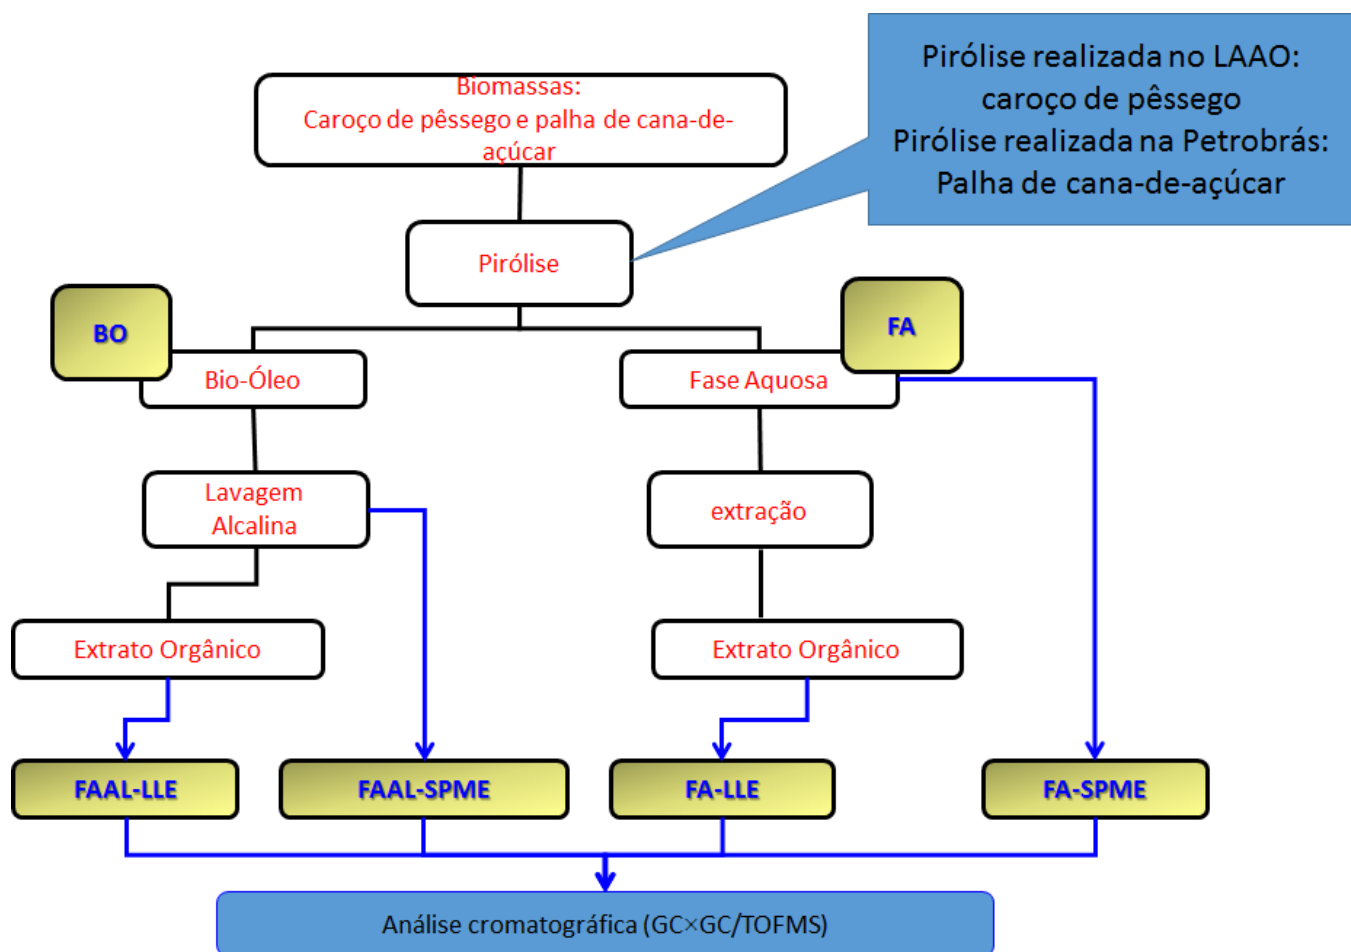 Biomassas:
Caroço de pêssego e palha de cana-de-
açúcar
Pirólise realizada no LAAO:
caroço de pêssego
Pirólise realizada na Petrobrás:
Palha de cana-de-açúcar
Pirólise
BO
FA
Bio-Óleo
Fase Aquosa
Lavagem
Alcalina
extração
Extrato Orgânico
Extrato Orgânico
FAAL-LLE
FAAL-SPME
FA-LLE
FA-SPME
Análise cromatográfica (GC×GC/TOFMS)